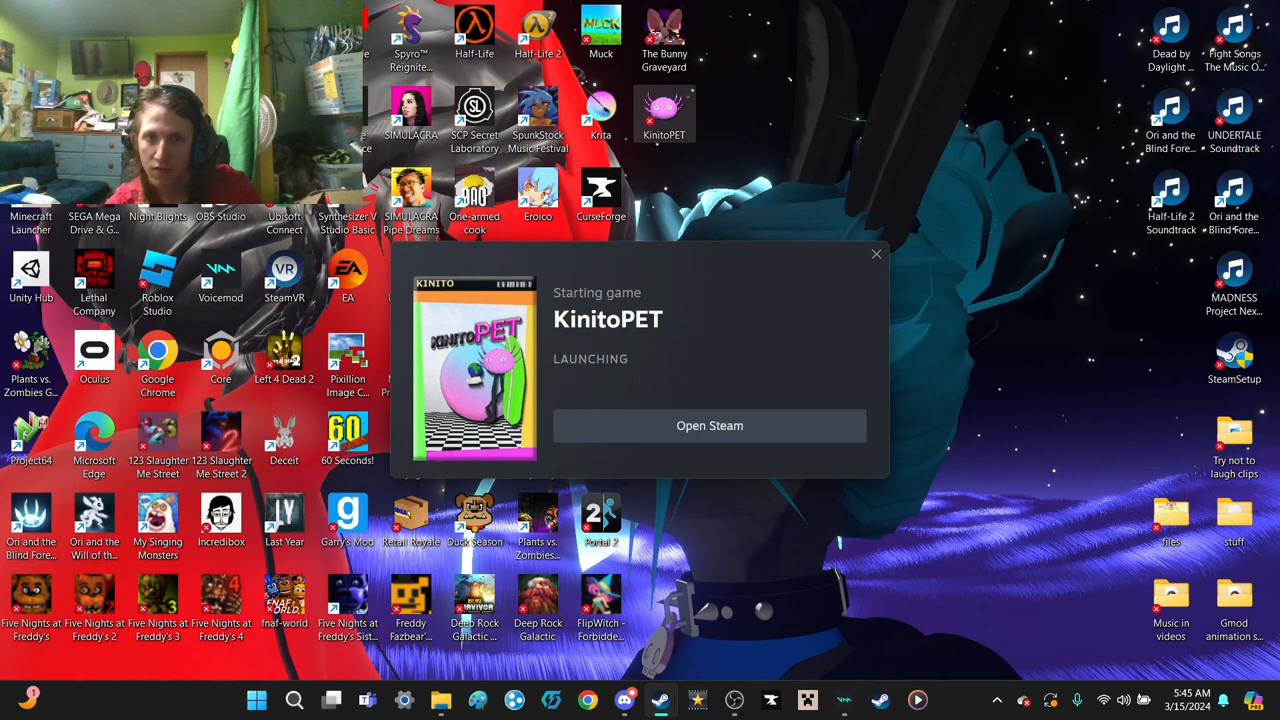 Spyro™
Reignite...
Half-Life
Half-Life 2
Muck
The Bunny
Graveyard
Dead by
Daylight ...
Fight Songs
The Music O...
SIMULACRA
SCP Secret
Laboratory
SpunkStock
Music Festival
Krita
KinitoPET
Ori and the
Blind Fore...
UNDERTALE
Soundtrack
Minecraft
Launcher
SEGA Mega
Drive & G...
Night Blights
OBS Studio
Ubisoft
Connect
Synthesizer V
Studio Basic
SIMULACRA
Pipe Dreams
One-armed
cook
Eroico
CurseForge
Half-Life 2
Soundtrack
Ori and the
Blind Fore...
Unity Hub
Lethal
Company
Roblox
Studio
Voicemod
SteamVR
EA
MADNESS
Project Nex...
KINITO
KINITOPET
Starting game
KinitoPET
LAUNCHING
Open Steam
Plants vs.
Zombies G...
Oculus
Google
Chrome
Core
Left 4 Dead 2
Pixillion
Image C...
SteamSetup
Project64
Microsoft
Edge
123 Slaughter
Me Street
123 Slaughter
Me Street 2
Deceit
60 Seconds!
Try not to
laugh clips
Ori and the
Blind Fore...
Ori and the
Will of th...
My Singing
Monsters
Incredibox
Last Year
Garry's Mod
Retail Royale
Duck Season
Plants vs.
Zombies...
Portal 2
files
stuff
Five Nights at
Freddy's
Five Nights at
Freddy's 2
Five Nights at
Freddy's 3
Five Nights at
Freddy's 4
fnaf-world
Five Nights at
Freddy's Sist...
Freddy
Fazbear'...
Deep Rock
Galactic ...
Deep Rock
Galactic
FlipWitch -
Forbidde...
Music in
videos
Gmod
animation s...
5:45 AM
3/15/2024